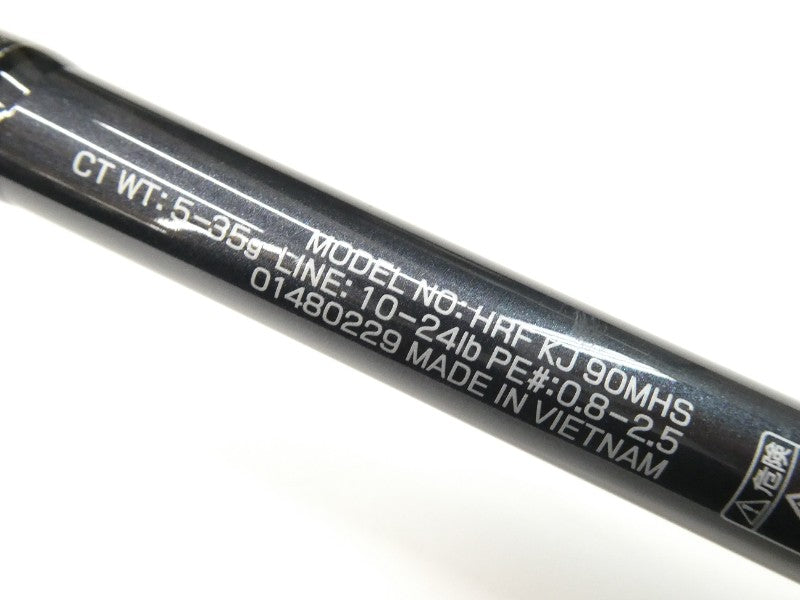 MODEL NO: HRF KJ 90MHS
CT WT: 5-35g LINE: 10-24lb PE#:0.8-2.5
01480229 MADE IN VIETNAM
⚠危険